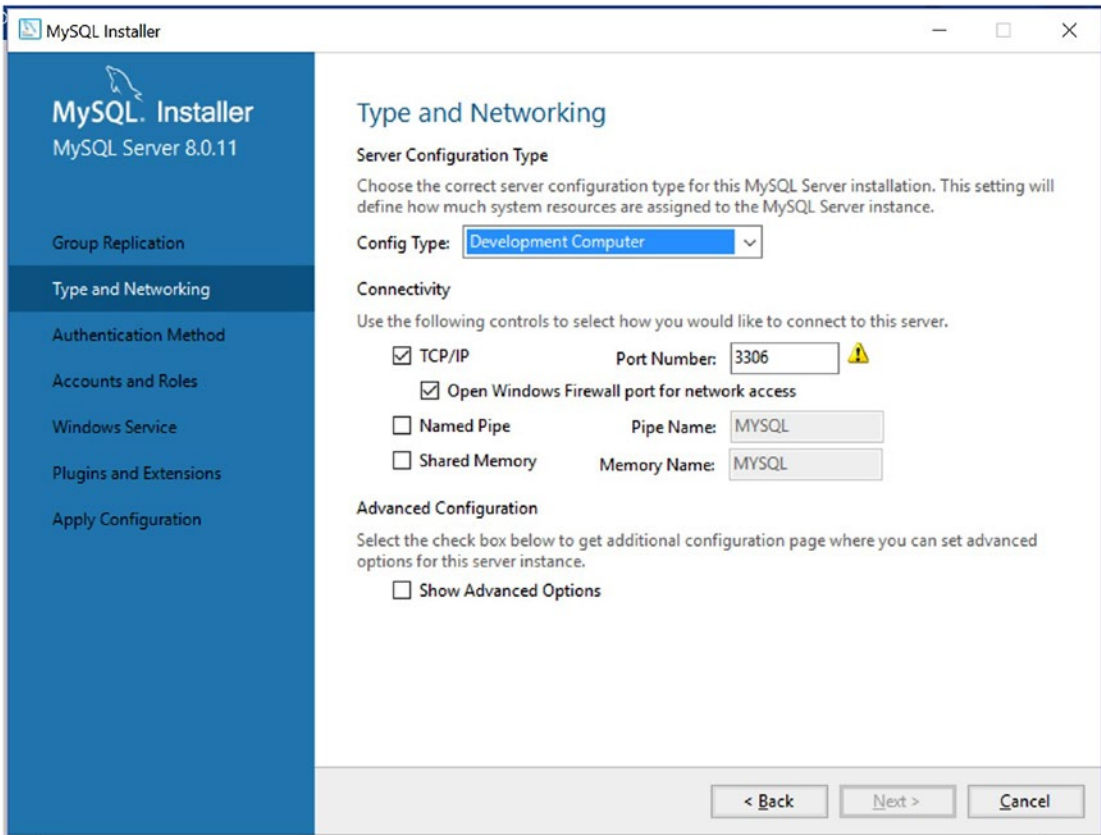 MySQL Installer
MySQL. Installer
MySQL Server 8.0.11
Group Replication
Type and Networking
Authentication Method
Accounts and Roles
Windows Service
Plugins and Extensions
Apply Configuration
Type and Networking
Server Configuration Type
Choose the correct server configuration type for this MySQL Server installation. This setting will
define how much system resources are assigned to the MySQL Server instance.
Config Type: Development Computer
Connectivity
Use the following controls to select how you would like to connect to this server.
TCP/IP Port Number: 3306
Open Windows Firewall port for network access
Named Pipe Pipe Name: MYSQL
Shared Memory Memory Name: MYSQL
Advanced Configuration
Select the check box below to get additional configuration page where you can set advanced
options for this server instance.
Show Advanced Options
< Back Next > Cancel